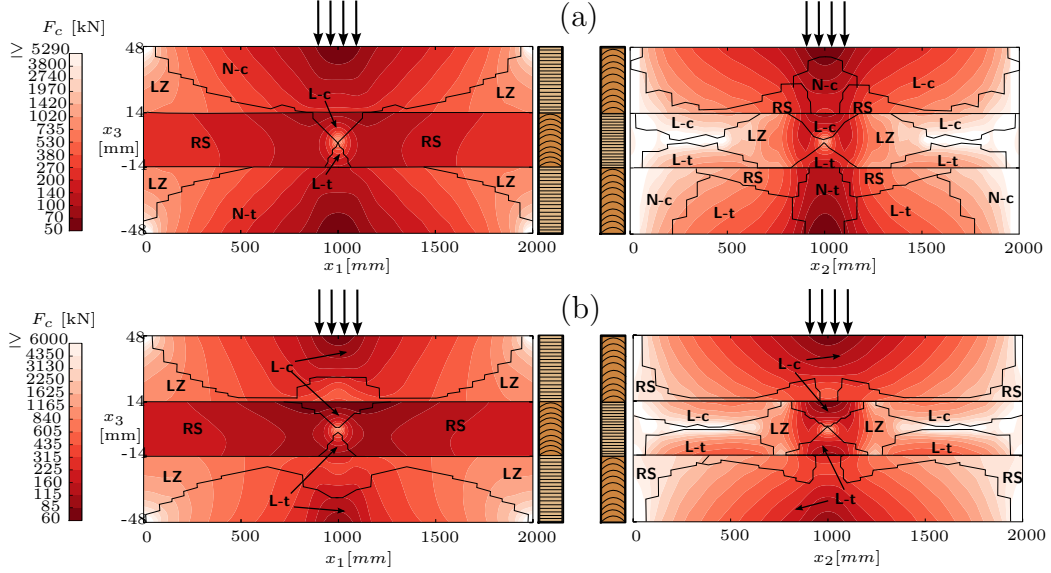 (a)
F_c [kN]
≥ 5290
3800
2740
1970
1420
1020
735
530
380
270
200
140
100
70
50
x_3
[mm]
48
14
-14
-48
N-c
LZ
LZ
L-c
RS
RS
LZ
LZ
L-t
N-t
0 500 1000 1500 2000
x_1[mm]
N-c
L-t
L-t
RS
RS
L-c
L-c
L-c
LZ
LZ
L-t
L-t
L-t
RS
RS
N-c
N-t
N-c
L-t
L-t
0 500 1000 1500 2000
x_2[mm]
(b)
F_c [kN]
≥ 6000
4350
3130
2250
1620
1165
840
605
435
315
225
160
115
85
60
x_3
[mm]
48
14
-14
-48
L-c
LZ
LZ
RS
RS
LZ
LZ
L-t
0 500 1000 1500 2000
x_1[mm]
L-c
RS
RS
L-c
L-c
LZ
LZ
L-t
L-t
RS
RS
L-t
0 500 1000 1500 2000
x_2[mm]